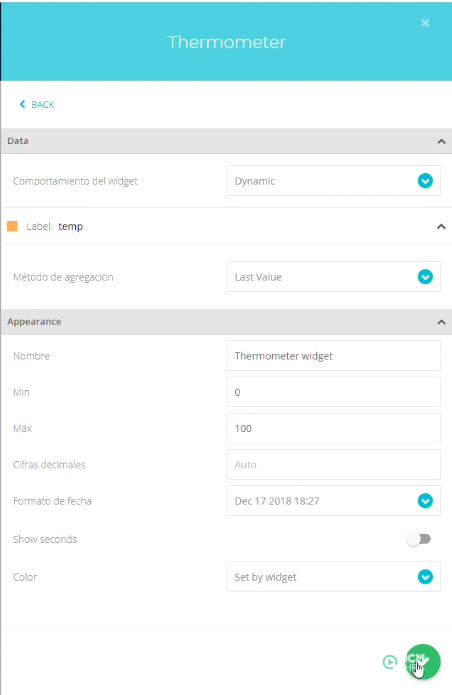 ×
Thermometer
BACK
Data
Comportamiento del widget
Dynamic
Label: temp
Método de agregación
Last Value
Appearance
Nombre
Thermometer widget
Min
0
Max
100
Cifras decimales
Auto
Formato de fecha
Dec 17 2018 18:27
Show seconds
Color
Set by widget